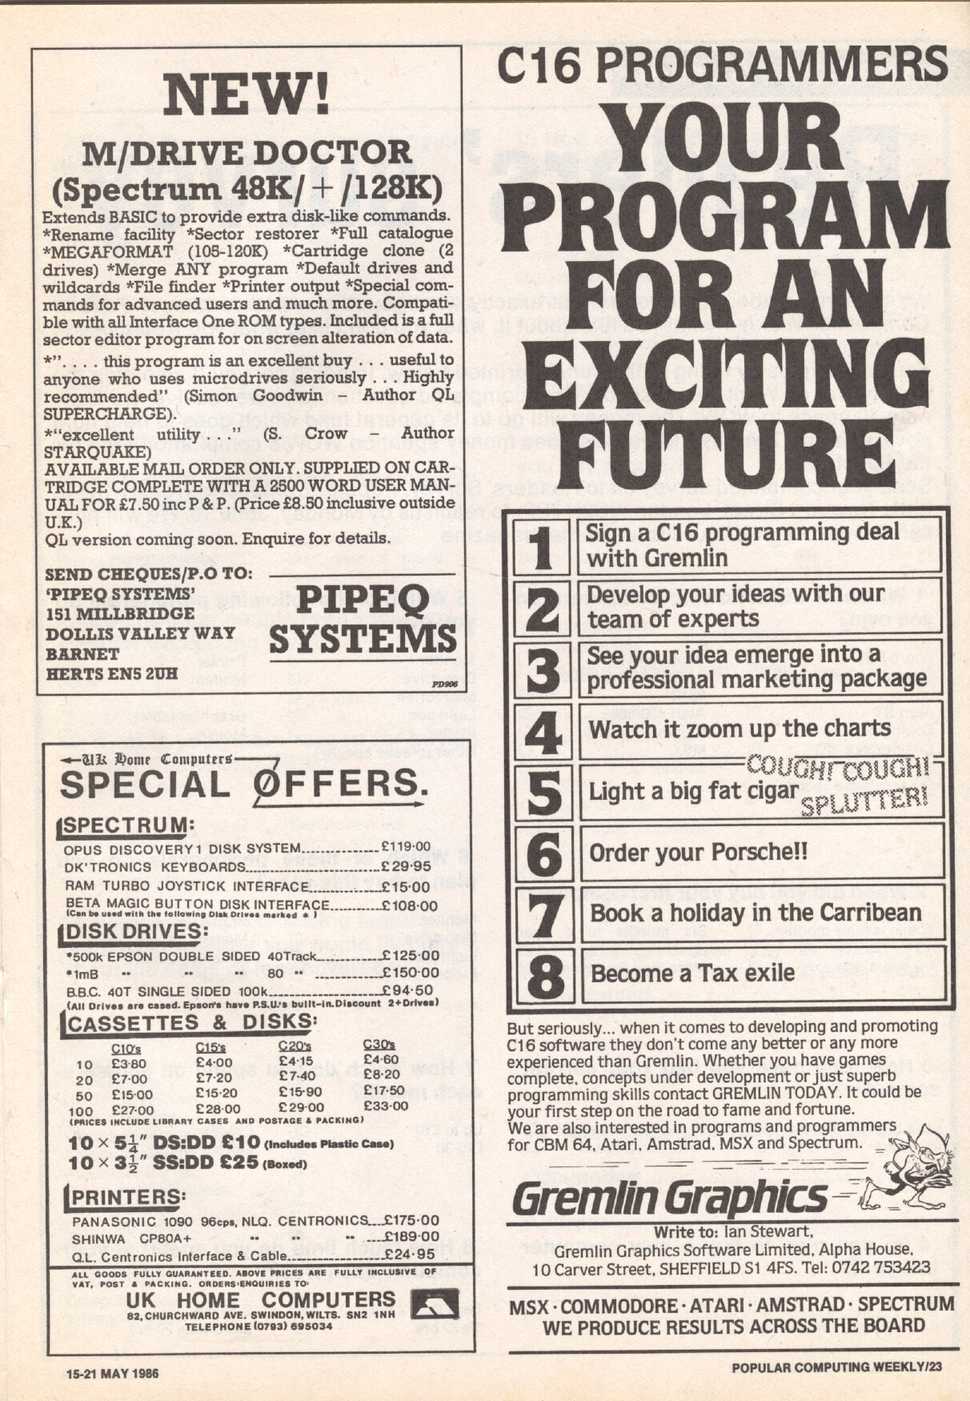 NEW!
M/DRIVE DOCTOR
(Spectrum 48K/+/128K)
Extends BASIC to provide extra disk-like commands.
*Rename facility *Sector restorer *Full catalogue
*MEGAFORMAT (105-120K) *Cartridge clone (2
drives) *Merge ANY program *Default drives and
wildcards *File finder *Printer output *Special com-
mands for advanced users and much more. Compati-
ble with all Interface One ROM types. Included is a full
sector editor program for on screen alteration of data.
*". . . . this program is an excellent buy . . . useful to
anyone who uses microdrives seriously . . . Highly
recommended" (Simon Goodwin – Author QL
SUPERCHARGE).
*"excellent utility . . ." (S. Crow – Author
STARQUAKE)
AVAILABLE MAIL ORDER ONLY. SUPPLIED ON CAR-
TRIDGE COMPLETE WITH A 2500 WORD USER MAN-
UAL FOR £7.50 inc P & P. (Price £8.50 inclusive outside
U.K.)
QL version coming soon. Enquire for details.
SEND CHEQUES/P.O TO:
'PIPEQ SYSTEMS'
151 MILLBRIDGE
DOLLIS VALLEY WAY
BARNET
HERTS EN5 2UH
PIPEQ
SYSTEMS
PD906
UK Home Computers
SPECIAL OFFERS.
SPECTRUM:
OPUS DISCOVERY 1 DISK SYSTEM............£119·00
DK'TRONICS KEYBOARDS............£29·95
RAM TURBO JOYSTICK INTERFACE............£15·00
BETA MAGIC BUTTON DISK INTERFACE............£108·00
(Can be used with the following Disk Drives marked *)
DISK DRIVES:
*500k EPSON DOUBLE SIDED 40Track............£125·00
*1mB " " 80 "............£150·00
B.B.C. 40T SINGLE SIDED 100k............£94·50
(All Drives are cased. Epson's have P.S.U.'s built-in. Discount 2+Drives)
CASSETTES & DISKS:
C10's C15's C20's C30's
10 £3·80 £4·00 £4·15 £4·60
20 £7·00 £7·20 £7·40 £8·20
50 £15·00 £15·20 £15·90 £17·50
100 £27·00 £28·00 £29·00 £33·00
(PRICES INCLUDE LIBRARY CASES AND POSTAGE & PACKING)
10 × 5¼" DS:DD £10 (Includes Plastic Case)
10 × 3½" SS:DD £25 (Boxed)
PRINTERS:
PANASONIC 1090 96cps, NLQ. CENTRONICS....£175·00
SHINWA CP80A+ " " "....£189·00
Q.L. Centronics Interface & Cable............£24·95
ALL GOODS FULLY GUARANTEED. ABOVE PRICES ARE FULLY INCLUSIVE OF
VAT, POST & PACKING. ORDERS·ENQUIRIES TO·
UK HOME COMPUTERS
82, CHURCHWARD AVE. SWINDON, WILTS. SN2 1NH
TELEPHONE (0793) 695034
15-21 MAY 1986
C16 PROGRAMMERS
YOUR
PROGRAM
FOR AN
EXCITING
FUTURE
1 Sign a C16 programming deal
with Gremlin
2 Develop your ideas with our
team of experts
3 See your idea emerge into a
professional marketing package
4 Watch it zoom up the charts
5 Light a big fat cigar
COUGH! COUGH!
SPLUTTER!
6 Order your Porsche!!
7 Book a holiday in the Carribean
8 Become a Tax exile
But seriously... when it comes to developing and promoting
C16 software they don't come any better or any more
experienced than Gremlin. Whether you have games
complete, concepts under development or just superb
programming skills contact GREMLIN TODAY. It could be
your first step on the road to fame and fortune.
We are also interested in programs and programmers
for CBM 64, Atari, Amstrad, MSX and Spectrum.
Gremlin Graphics
Write to: Ian Stewart,
Gremlin Graphics Software Limited, Alpha House,
10 Carver Street, SHEFFIELD S1 4FS. Tel: 0742 753423
MSX · COMMODORE · ATARI · AMSTRAD · SPECTRUM
WE PRODUCE RESULTS ACROSS THE BOARD
POPULAR COMPUTING WEEKLY/23